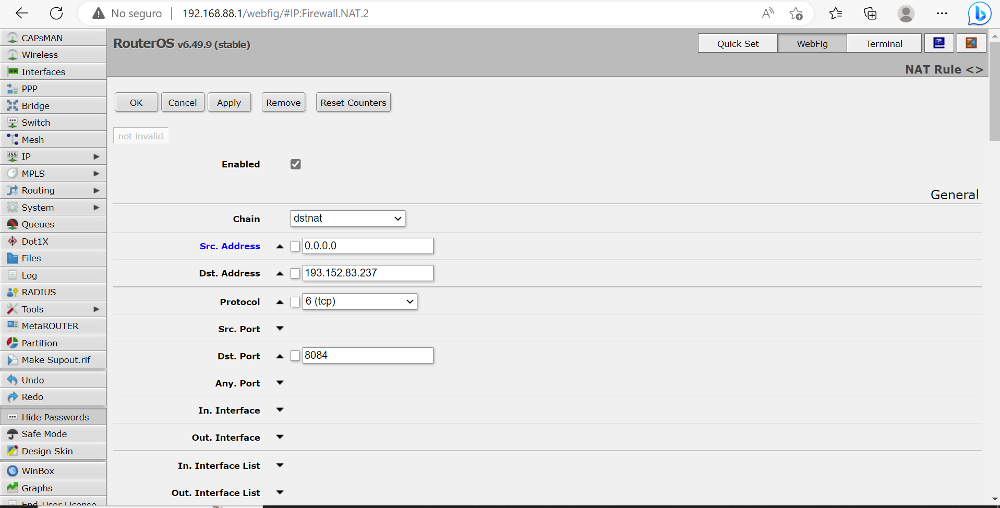 No seguro | 192.168.88.1/webfig/#IP:Firewall.NAT.2
CAPsMAN
Wireless
Interfaces
PPP
Bridge
Switch
Mesh
IP
MPLS
Routing
System
Queues
Dot1X
Files
Log
RADIUS
Tools
MetaROUTER
Partition
Make Supout.rif
Undo
Redo
Hide Passwords
Safe Mode
Design Skin
WinBox
Graphs
End-User License
RouterOS v6.49.9 (stable)
Quick Set WebFig Terminal
NAT Rule <>
OK Cancel Apply Remove Reset Counters
not invalid
Enabled
General
Chain dstnat
Src. Address 0.0.0.0
Dst. Address 193.152.83.237
Protocol 6 (tcp)
Src. Port
Dst. Port 8084
Any. Port
In. Interface
Out. Interface
In. Interface List
Out. Interface List